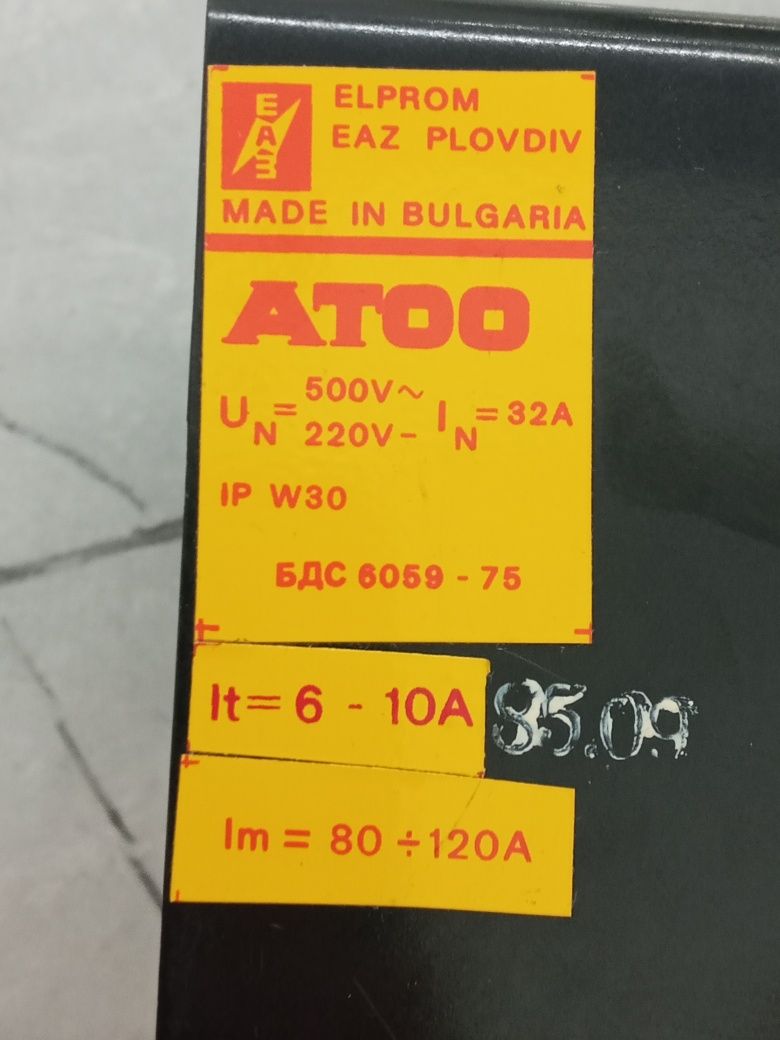 ЕАЗ
ELPROM
EAZ PLOVDIV
MADE IN BULGARIA
ATOO
UN = 500V~ 220V- IN = 32A
IP W30
БДС 6059 - 75
It = 6 - 10A
85.09
Im = 80 ÷ 120A